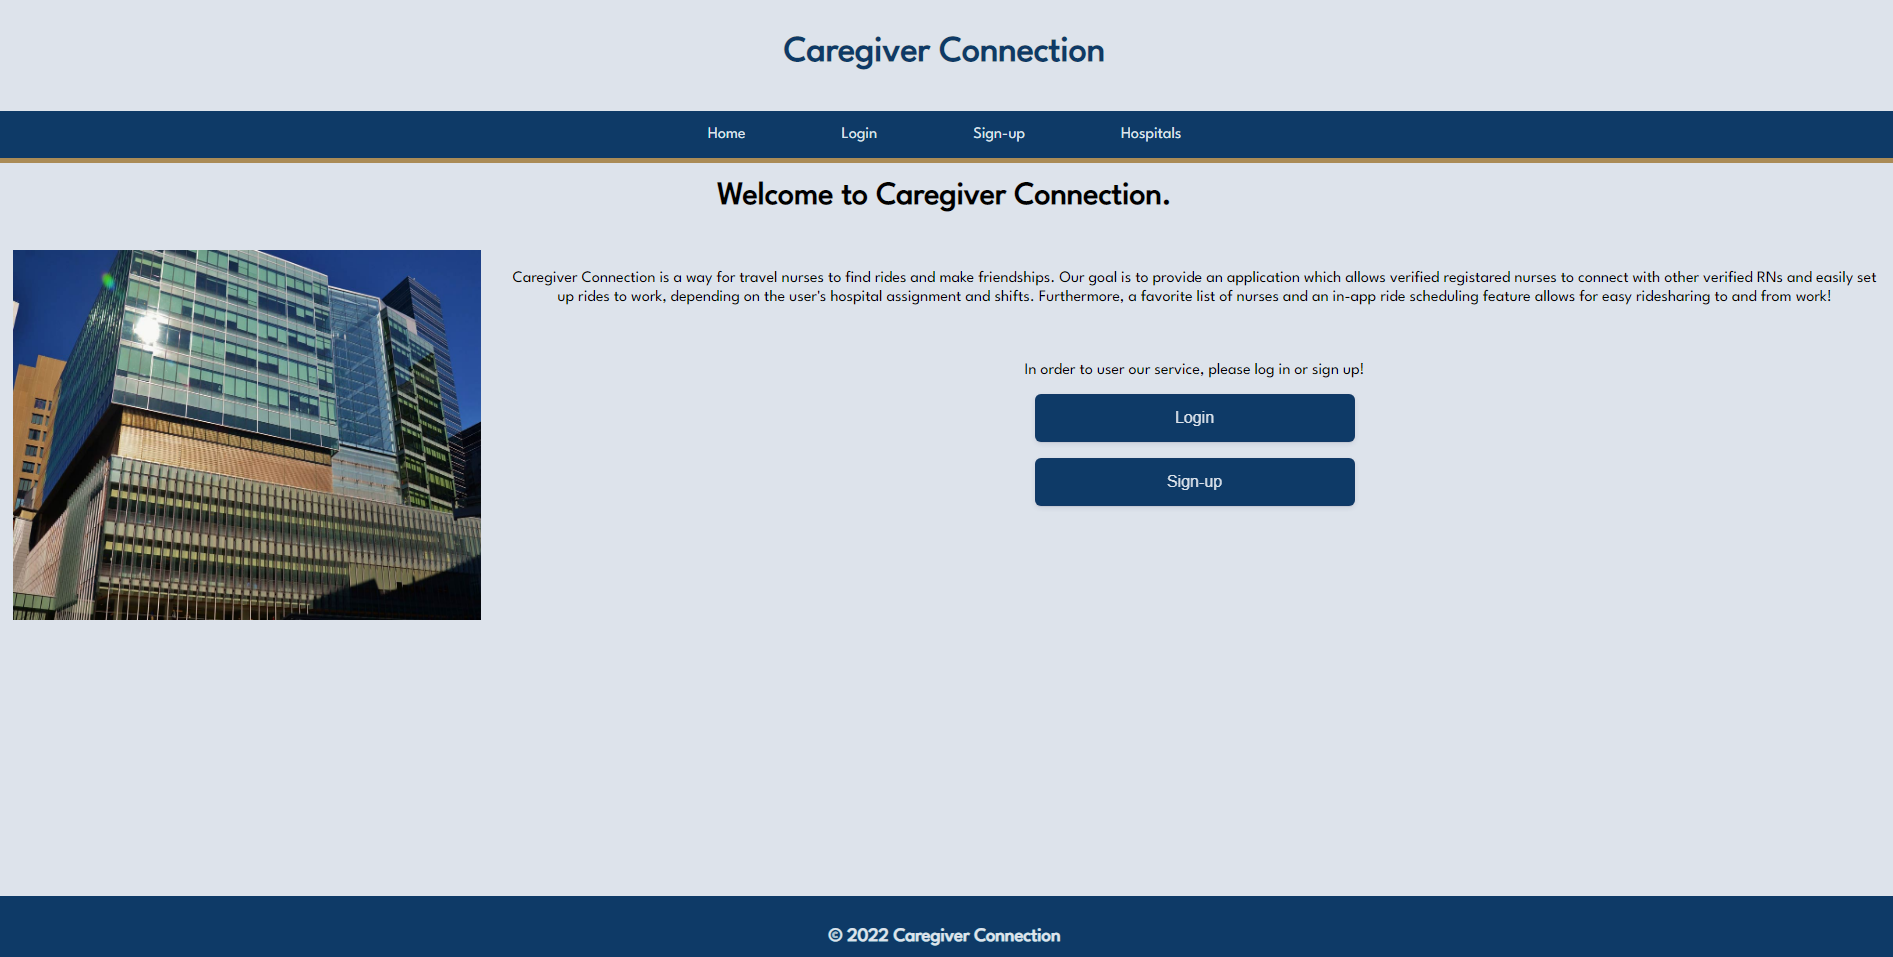 Caregiver Connection
Home Login Sign-up Hospitals
Welcome to Caregiver Connection.
Caregiver Connection is a way for travel nurses to find rides and make friendships. Our goal is to provide an application which allows verified registared nurses to connect with other verified RNs and easily set
up rides to work, depending on the user's hospital assignment and shifts. Furthermore, a favorite list of nurses and an in-app ride scheduling feature allows for easy ridesharing to and from work!
In order to user our service, please log in or sign up!
Login
Sign-up
© 2022 Caregiver Connection